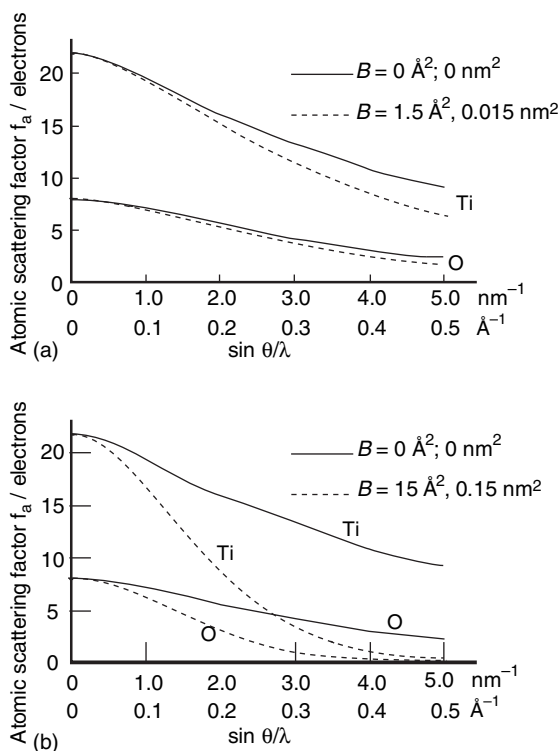 Atomic scattering factor fₐ / electrons
20
15
10
5
0
B = 0 Å²; 0 nm²
B = 1.5 Å², 0.015 nm²
Ti
O
0 1.0 2.0 3.0 4.0 5.0 nm⁻¹
0 0.1 0.2 0.3 0.4 0.5 Å⁻¹
(a)
sin θ/λ
Atomic scattering factor fₐ / electrons
20
15
10
5
0
B = 0 Å²; 0 nm²
B = 15 Å², 0.15 nm²
Ti
Ti
O
O
0 1.0 2.0 3.0 4.0 5.0 nm⁻¹
0 0.1 0.2 0.3 0.4 0.5 Å⁻¹
(b)
sin θ/λ